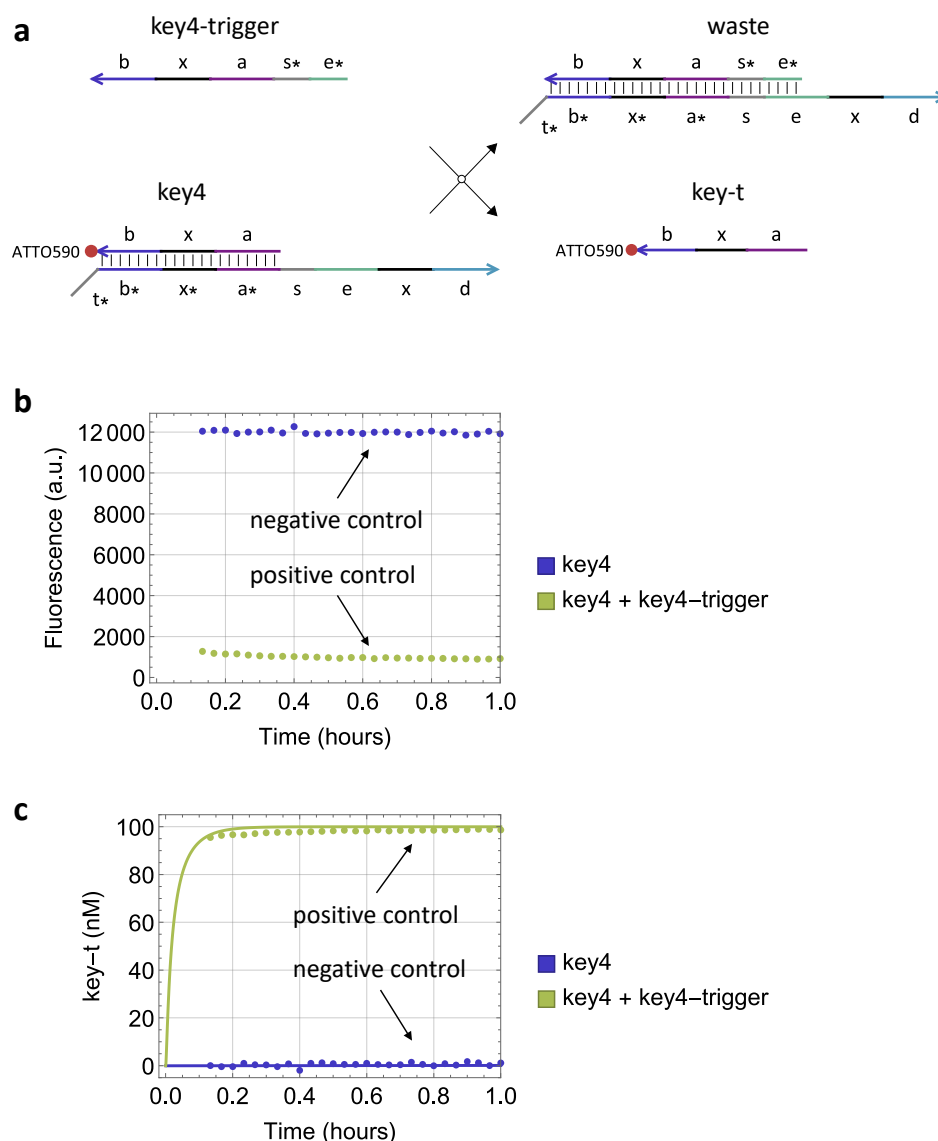 a
key4-trigger
waste
b x a s* e*
b x a s* e*
t* b* x* a* s e x d
key4
key-t
ATTO590 b x a
ATTO590 b x a
t* b* x* a* s e x d
b
12 000
10 000
8000
6000
4000
2000
0
Fluorescence (a.u.)
negative control
positive control
0.0 0.2 0.4 0.6 0.8 1.0
Time (hours)
key4
key4 + key4–trigger
c
100
80
60
40
20
0
key–t (nM)
positive control
negative control
0.0 0.2 0.4 0.6 0.8 1.0
Time (hours)
key4
key4 + key4–trigger